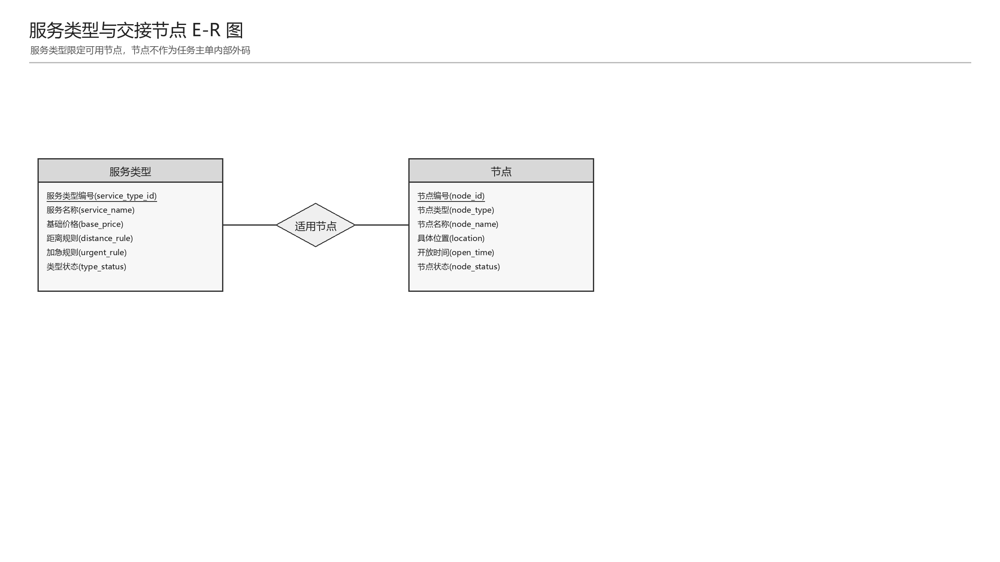 服务类型与交接节点 E-R 图
服务类型限定可用节点，节点不作为任务主单内部外码
服务类型
服务类型编号(service_type_id)
服务名称(service_name)
基础价格(base_price)
距离规则(distance_rule)
加急规则(urgent_rule)
类型状态(type_status)
适用节点
节点
节点编号(node_id)
节点类型(node_type)
节点名称(node_name)
具体位置(location)
开放时间(open_time)
节点状态(node_status)